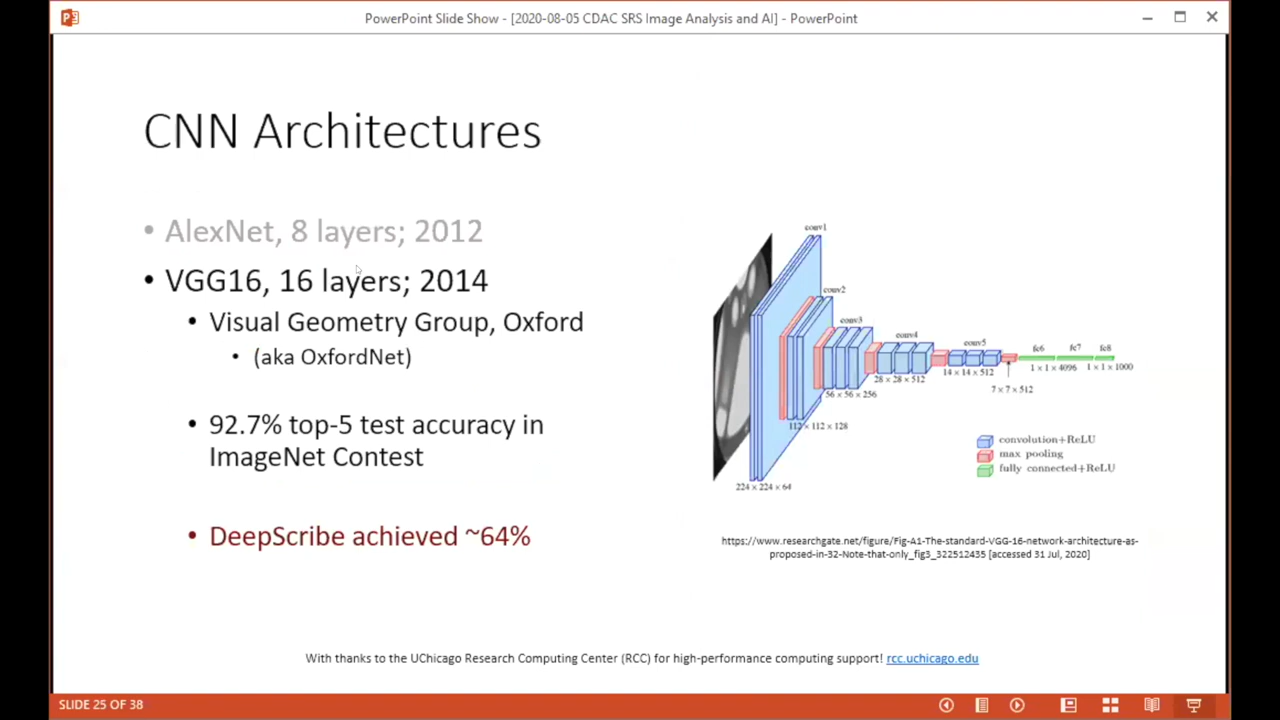 PowerPoint Slide Show - [2020-08-05 CDAC SRS Image Analysis and AI] - PowerPoint
CNN Architectures
• AlexNet, 8 layers; 2012
• VGG16, 16 layers; 2014
• Visual Geometry Group, Oxford
• (aka OxfordNet)
• 92.7% top-5 test accuracy in
ImageNet Contest
• DeepScribe achieved ~64%
conv1
conv2
conv3
conv4
conv5
fc6
fc7
fc8
1 × 1 × 4096
1 × 1 × 1000
14 × 14 × 512
28 × 28 × 512
7 × 7 × 512
56 × 56 × 256
112 × 112 × 128
224 × 224 × 64
convolution+ReLU
max pooling
fully connected+ReLU
https://www.researchgate.net/figure/Fig-A1-The-standard-VGG-16-network-architecture-as-
proposed-in-32-Note-that-only_fig3_322512435 [accessed 31 Jul, 2020]
With thanks to the UChicago Research Computing Center (RCC) for high-performance computing support! rcc.uchicago.edu
SLIDE 25 OF 38